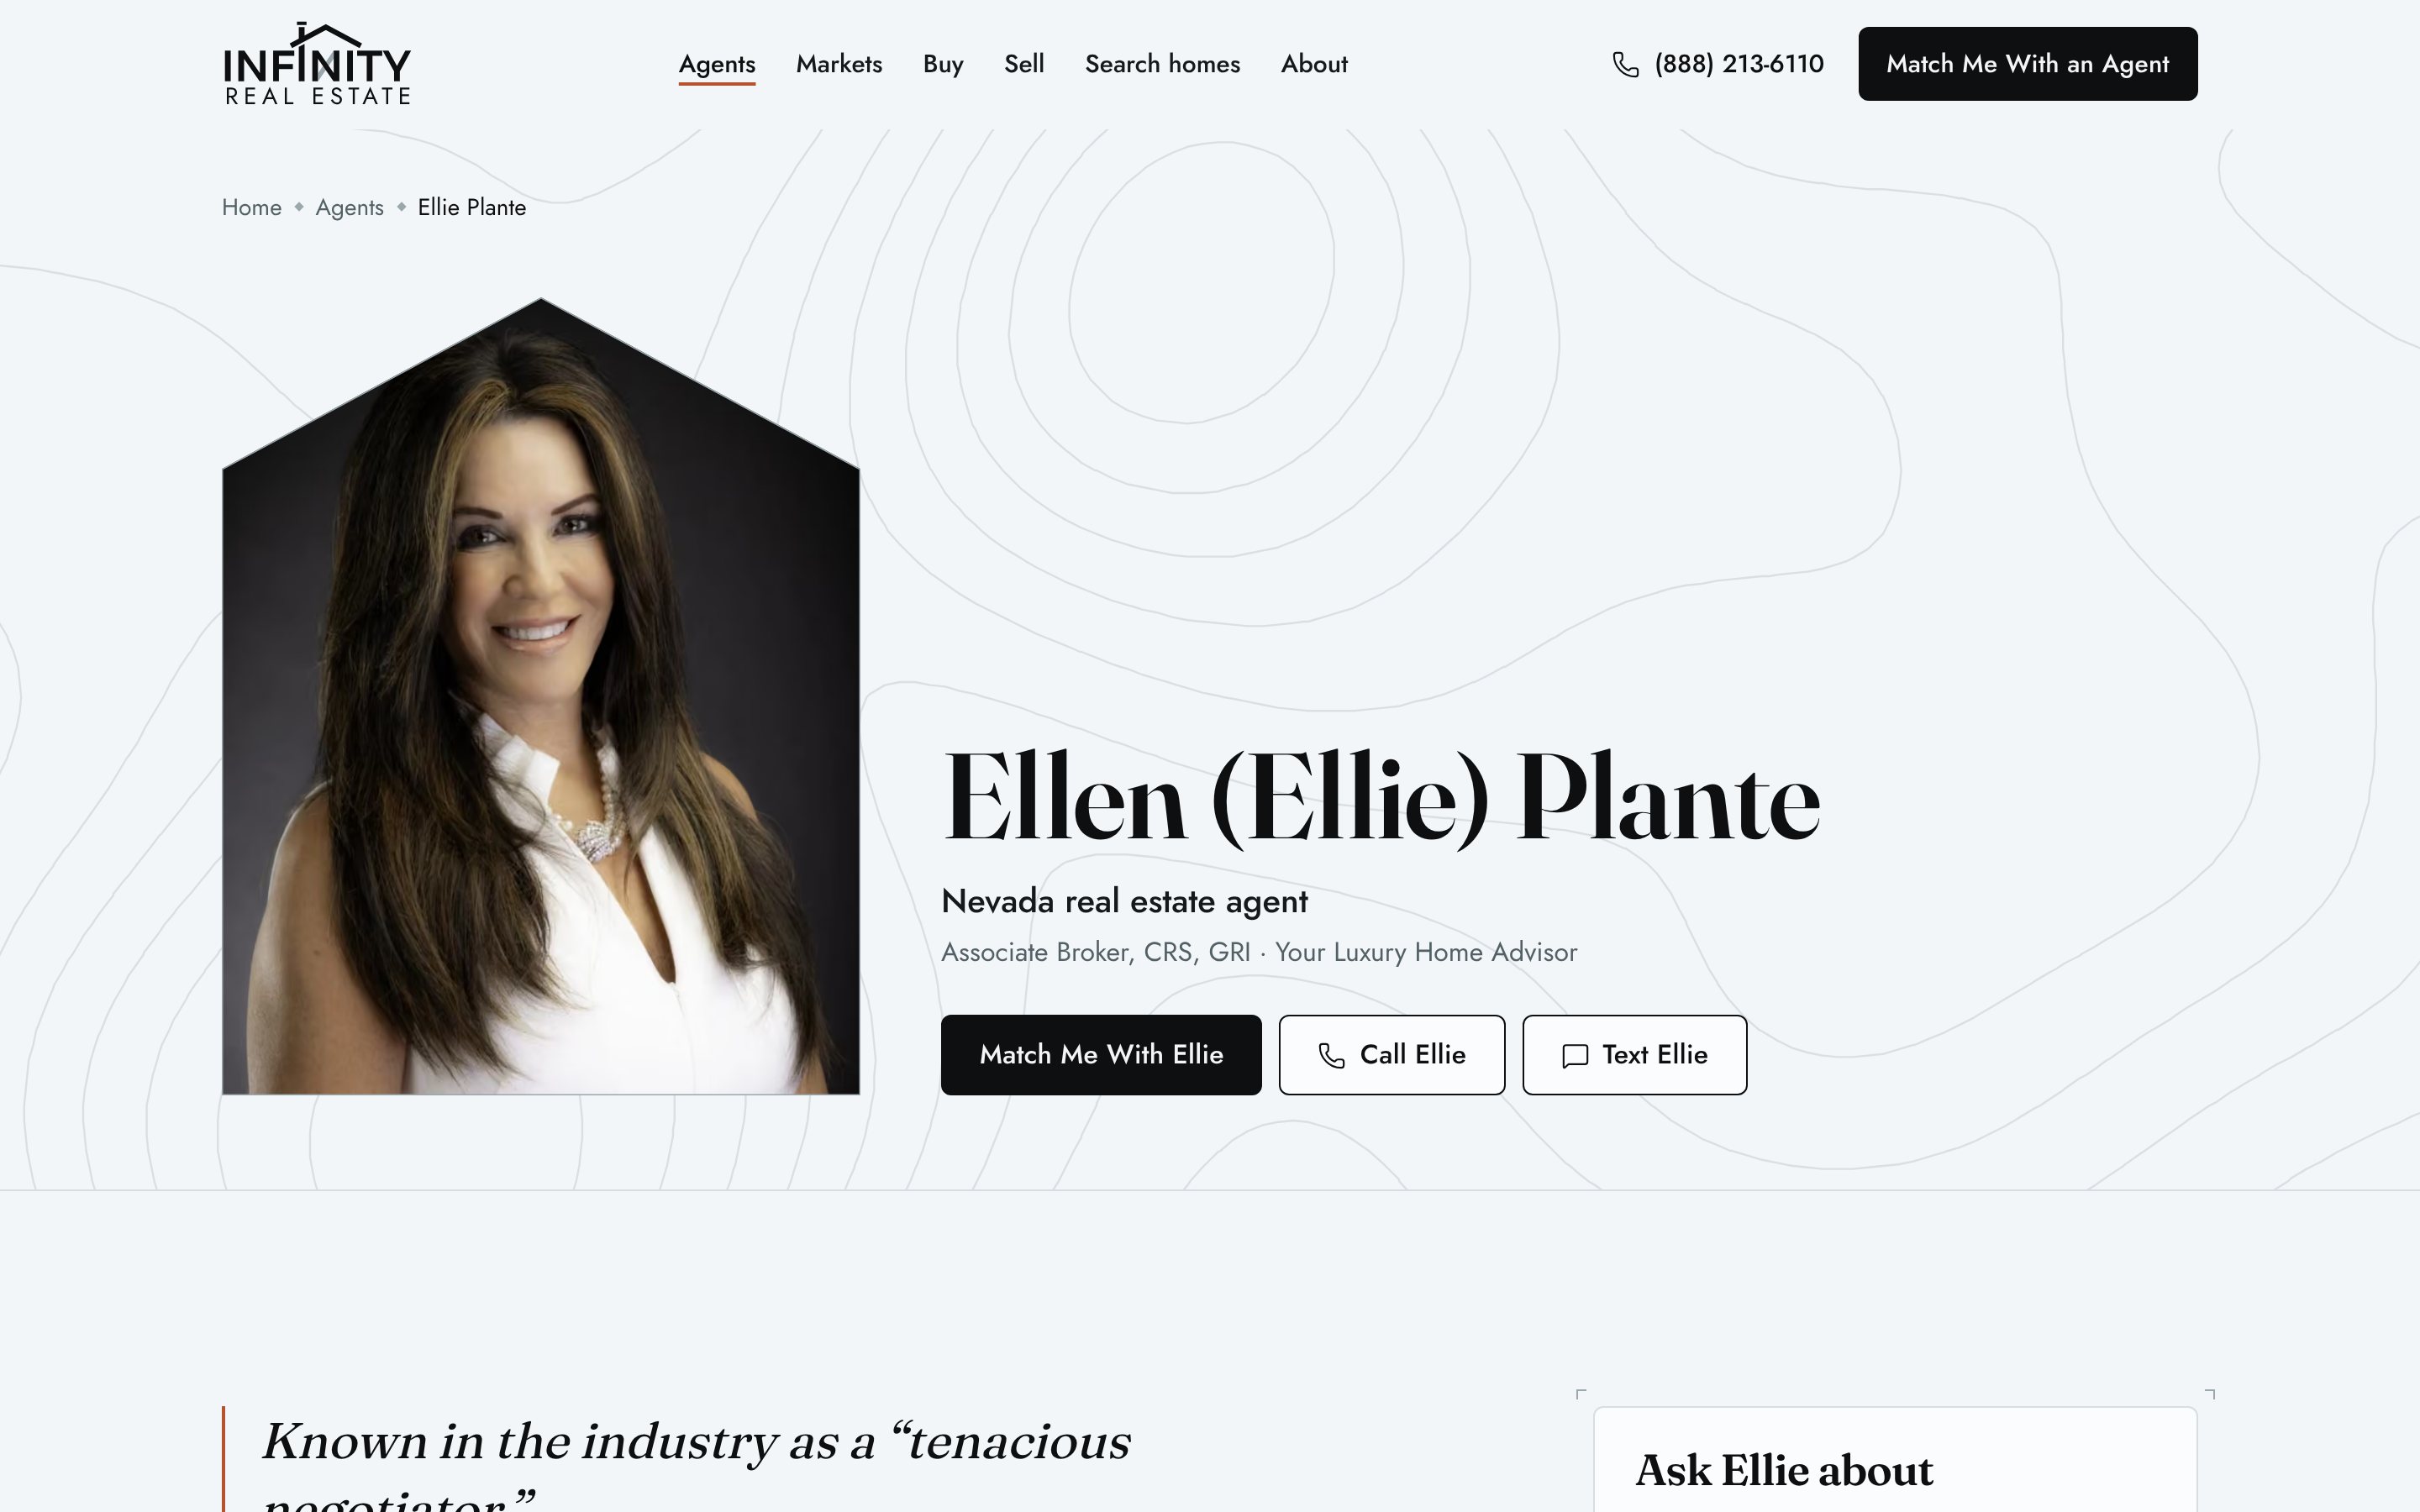 INFINITY
REAL ESTATE
Agents
Markets
Buy
Sell
Search homes
About
(888) 213-6110
Match Me With an Agent
Home ◆ Agents ◆ Ellie Plante
Ellen (Ellie) Plante
Nevada real estate agent
Associate Broker, CRS, GRI · Your Luxury Home Advisor
Match Me With Ellie
Call Ellie
Text Ellie
Known in the industry as a “tenacious
negotiator.”
Ask Ellie about